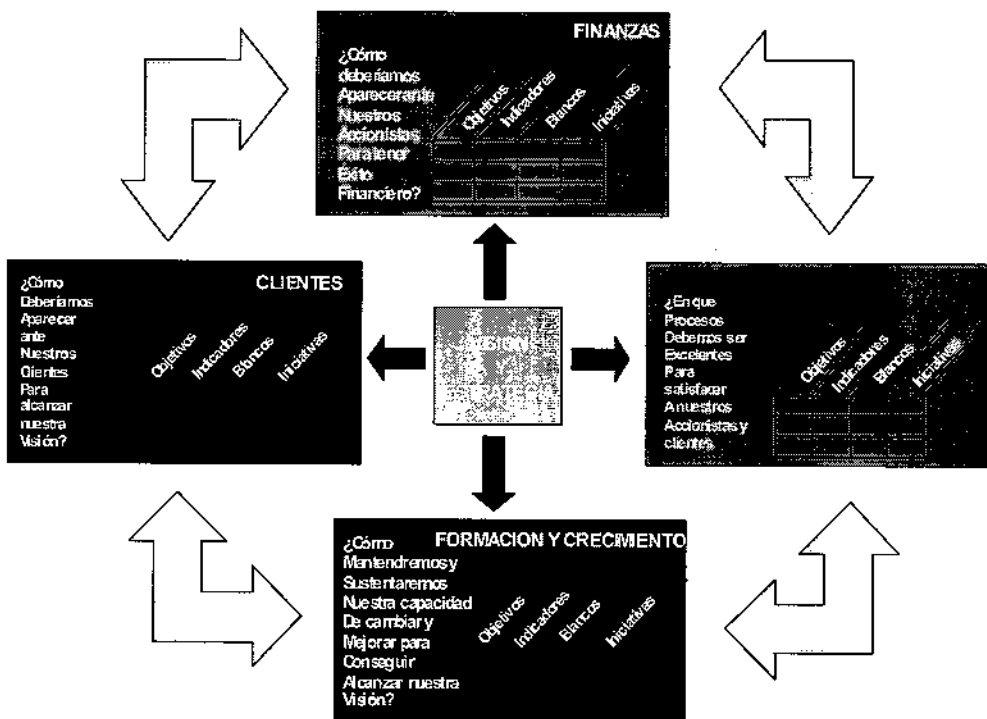 FINANZAS
¿Cómo
deberíamos
Aparecer ante
Nuestros
Accionistas
Para tener
Éxito
Financiero?
Objetivos
Indicadores
Blancos
Iniciativos
CLIENTES
¿Cómo
Deberíamos
Aparecer
ante
Nuestros
Clientes
Para
alcanzar
nuestra
Visión?
Objetivos
Indicadores
Blancos
Iniciativas
Y
¿En que
Procesos
Debemos ser
Excelentes
Para
satisfacer
A nuestros
Accionistas y
clientes
Objetivos
Indicadores
Blancos
Iniciativas
FORMACION Y CRECIMIENTO
¿Cómo
Mantendremos y
Sustentaremos
Nuestra capacidad
De cambiar y
Mejorar para
Conseguir
Alcanzar nuestra
Visión?
Objetivos
Indicadores
Blancos
Iniciativas